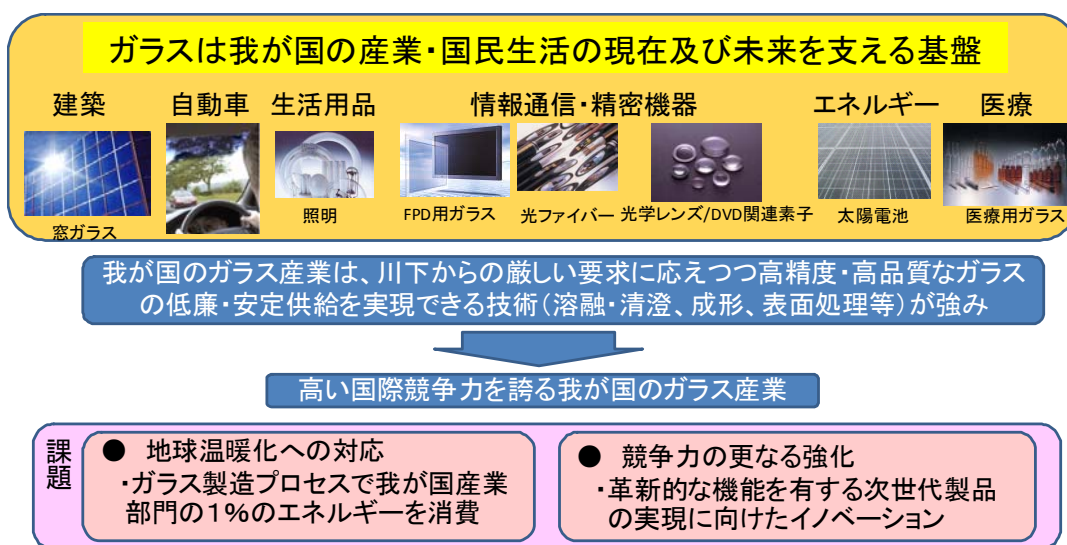 ガラスは我が国の産業・国民生活の現在及び未来を支える基盤
建築 自動車 生活用品 情報通信・精密機器 エネルギー 医療
窓ガラス 照明 FPD用ガラス 光ファイバー 光学レンズ/DVD関連素子 太陽電池 医療用ガラス
我が国のガラス産業は、川下からの厳しい要求に応えつつ高精度・高品質なガラス
の低廉・安定供給を実現できる技術(溶融・清澄、成形、表面処理等)が強み
高い国際競争力を誇る我が国のガラス産業
課題
● 地球温暖化への対応
・ガラス製造プロセスで我が国産業
部門の1%のエネルギーを消費
● 競争力の更なる強化
・革新的な機能を有する次世代製品
の実現に向けたイノベーション